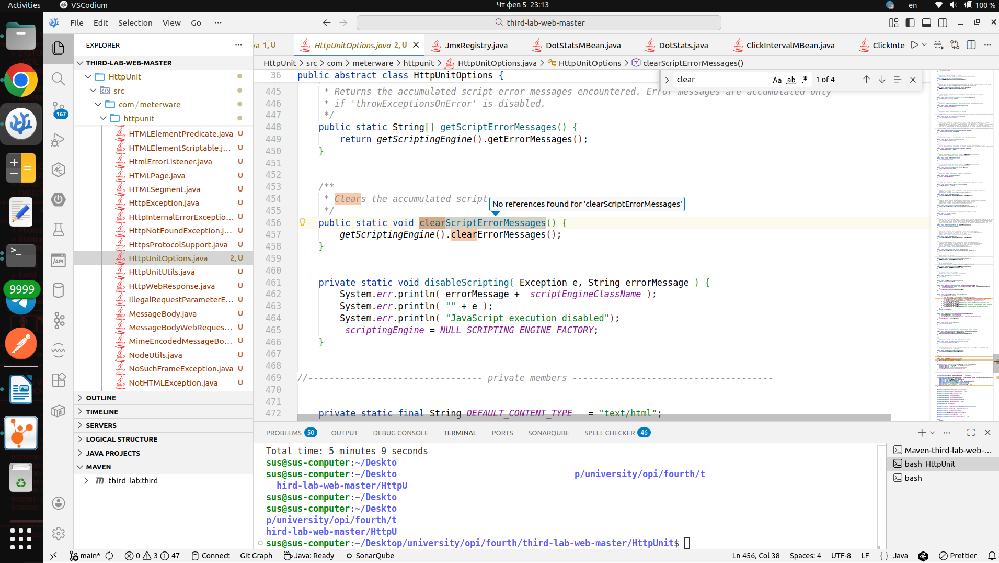 Activities
VSCodium
Чт фев 5 23:13
en
100 %
File Edit Selection View Go ···
third-lab-web-master
EXPLORER
va 1, U
HttpUnitOptions.java 2, U
JmxRegistry.java
DotStatsMBean.java
DotStats.java
ClickIntervalMBean.java
ClickInte
THIRD-LAB-WEB-MASTER
HttpUnit > src > com > meterware > httpunit > HttpUnitOptions.java > HttpUnitOptions > clearScriptErrorMessages()
HttpUnit
src
com / meterware
httpunit
HTMLElementPredicate.java U
HTMLElementScriptable.j... U
HtmlErrorListener.java U
HTMLPage.java U
HTMLSegment.java U
HttpException.java U
HttpInternalErrorExceptio... U
HttpNotFoundException.j... U
HttpsProtocolSupport.java U
HttpUnitOptions.java 2, U
HttpUnitUtils.java U
HttpWebResponse.java U
IllegalRequestParameterE... U
MessageBody.java U
MessageBodyWebReques... U
MimeEncodedMessageBo... U
NodeUtils.java U
NoSuchFrameException.java U
NotHTMLException.java U
OUTLINE
TIMELINE
SERVERS
LOGICAL STRUCTURE
JAVA PROJECTS
MAVEN
third lab:third
167
9999
36 public abstract class HttpUnitOptions {
clear
Aa ab .*
1 of 4
445 * Returns the accumulated script error messages encountered. Error messages are accumulated only
446 * if 'throwExceptionsOnError' is disabled.
447 */
448 public static String[] getScriptErrorMessages() {
449 return getScriptingEngine().getErrorMessages();
450 }
451
452
453 /**
454 * Clears the accumulated script
No references found for 'clearScriptErrorMessages'
455 */
456 public static void clearScriptErrorMessages() {
457 getScriptingEngine().clearErrorMessages();
458 }
459
460
461 private static void disableScripting( Exception e, String errorMessage ) {
462 System.err.println( errorMessage + _scriptEngineClassName );
463 System.err.println( "" + e );
464 System.err.println( "JavaScript execution disabled");
465 _scriptingEngine = NULL_SCRIPTING_ENGINE_FACTORY;
466 }
467
468
469 //--------------------------------- private members --------------------------------------
470
471
472 private static final String DEFAULT_CONTENT_TYPE = "text/html";
PROBLEMS 50
OUTPUT
DEBUG CONSOLE
TERMINAL
PORTS
SONARQUBE
SPELL CHECKER 46
Total time: 5 minutes 9 seconds
sus@sus-computer:~/Deskto
sus@sus-computer:~/Deskto p/university/opi/fourth/t
hird-lab-web-master/HttpU
sus@sus-computer:~/Deskto
sus@sus-computer:~/Deskto
p/university/opi/fourth/t
hird-lab-web-master/HttpU
sus@sus-computer:~/Desktop/university/opi/fourth/third-lab-web-master/HttpUnit$
Maven-third-lab-web-...
bash HttpUnit
bash
main*
0 3 47
Connect
Git Graph
Java: Ready
SonarQube
Ln 456, Col 38
Spaces: 4
UTF-8
LF
{ } Java
Prettier